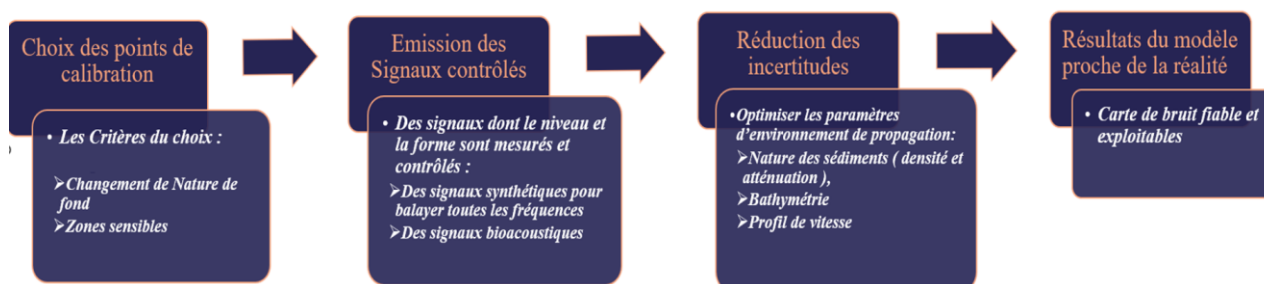 Choix des points de
calibration
• Les Critères du choix :
➢Changement de Nature de
fond
➢Zones sensibles
Emission des
Signaux contrôlés
• Des signaux dont le niveau et
la forme sont mesurés et
contrôlés :
➢Des signaux synthétiques pour
balayer toutes les fréquences
➢Des signaux bioacoustiques
Réduction des
incertitudes
•Optimiser les paramètres
d'environnement de propagation:
➢Nature des sédiments ( densité et
atténuation ),
➢Bathymétrie
➢Profil de vitesse
Résultats du modèle
proche de la réalité
• Carte de bruit fiable et
exploitables